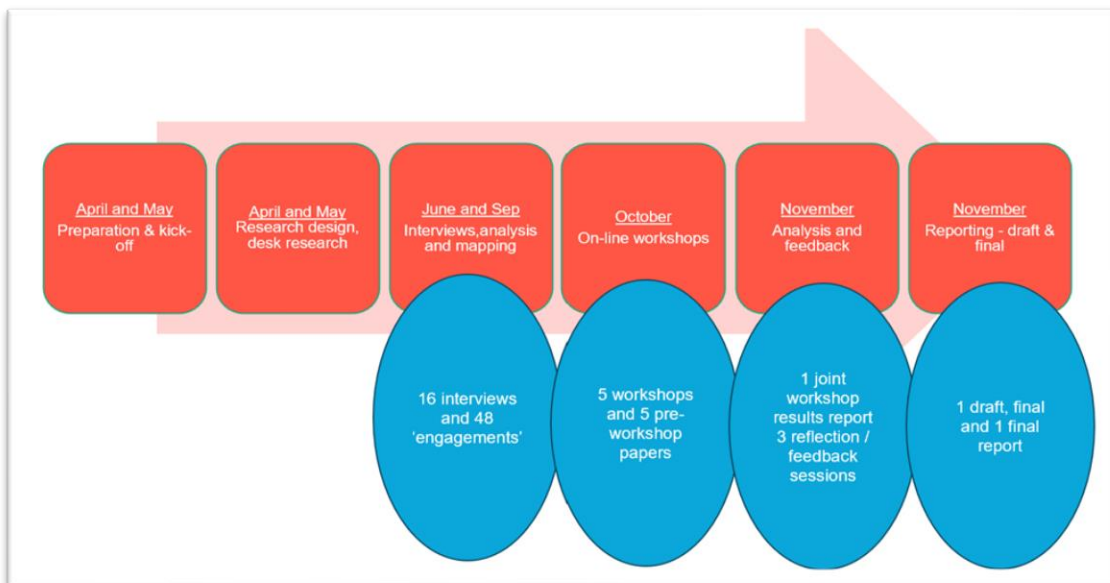 April and May
Preparation & kick-
off
April and May
Research design,
desk research
June and Sep
Interviews,analysis
and mapping
October
On-line workshops
November
Analysis and
feedback
November
Reporting - draft &
final
16 interviews
and 48
‘engagements’
5 workshops
and 5 pre-
workshop
papers
1 joint
workshop
results report
3 reflection /
feedback
sessions
1 draft, final
and 1 final
report